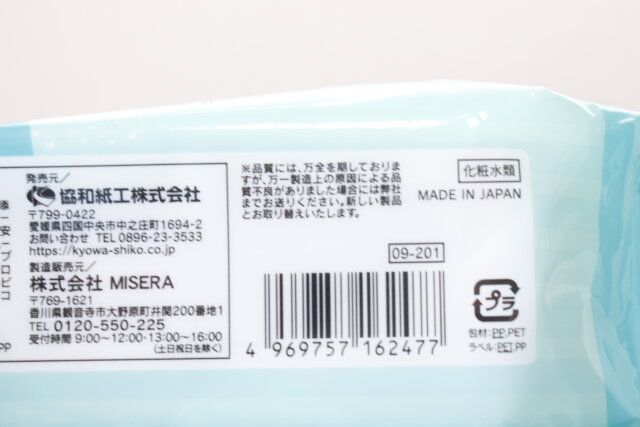 発売元/
協和紙工株式会社
〒799-0422
愛媛県四国中央市中之庄町1694-2
お問い合わせ TEL 0896-23-3533
https://kyowa-shiko.co.jp
製造販売元/
株式会社 MISERA
〒769-1621
香川県観音寺市大野原町井関200番地1
TEL 0120-550-225
受付時間 9:00~12:00・13:00~16:00
(土日祝日を除く)
※品質には、万全を期しておりま
すが、万一製造上の原因による品
質不良がありました場合には弊社
までお送りください。新しい製品
とお取り替えいたします。
化粧水類
MADE IN JAPAN
09-201
4 969757 162477
プラ
包材:PP,PET
ラベル:PET,PP
添
ー
安
ー
プ
ロ
ビ
コ
PP